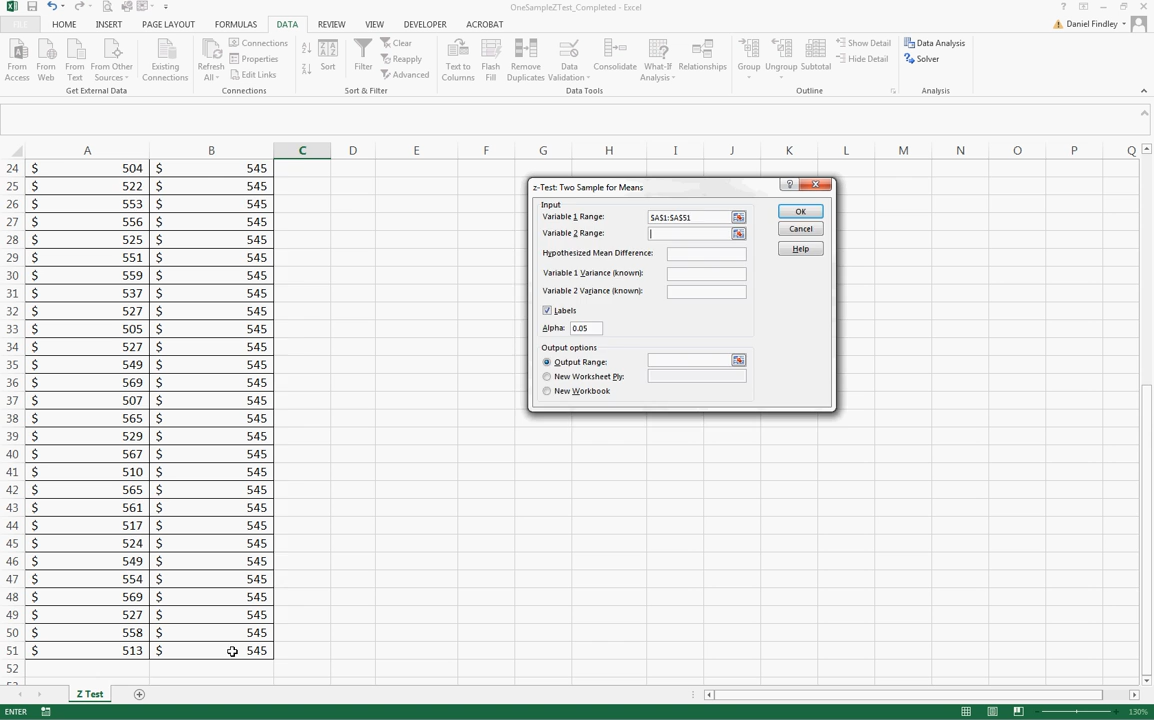 OneSampleZTest_Completed - Excel
HOME INSERT PAGE LAYOUT FORMULAS DATA REVIEW VIEW DEVELOPER ACROBAT
Daniel Findley
From Access
From Web
From Text
From Other Sources
Existing Connections
Get External Data
Refresh All
Connections
Properties
Edit Links
Connections
Sort
Filter
Clear
Reapply
Advanced
Sort & Filter
Text to Columns
Flash Fill
Remove Duplicates
Data Validation
Consolidate
What-If Analysis
Relationships
Data Tools
Group
Ungroup
Subtotal
Show Detail
Hide Detail
Outline
Data Analysis
Solver
Analysis
A B C D E F G H I J K L M N O P Q
24 $ 504 $ 545
25 $ 522 $ 545
26 $ 553 $ 545
27 $ 556 $ 545
28 $ 525 $ 545
29 $ 551 $ 545
30 $ 559 $ 545
31 $ 537 $ 545
32 $ 527 $ 545
33 $ 505 $ 545
34 $ 527 $ 545
35 $ 549 $ 545
36 $ 569 $ 545
37 $ 507 $ 545
38 $ 565 $ 545
39 $ 529 $ 545
40 $ 567 $ 545
41 $ 510 $ 545
42 $ 565 $ 545
43 $ 561 $ 545
44 $ 517 $ 545
45 $ 524 $ 545
46 $ 549 $ 545
47 $ 554 $ 545
48 $ 569 $ 545
49 $ 527 $ 545
50 $ 558 $ 545
51 $ 513 $ 545
52
z-Test: Two Sample for Means
Input
Variable 1 Range: $A$1:$A$51
Variable 2 Range:
Hypothesized Mean Difference:
Variable 1 Variance (known):
Variable 2 Variance (known):
Labels
Alpha: 0.05
Output options
Output Range:
New Worksheet Ply:
New Workbook
OK
Cancel
Help
Z Test
ENTER
130%